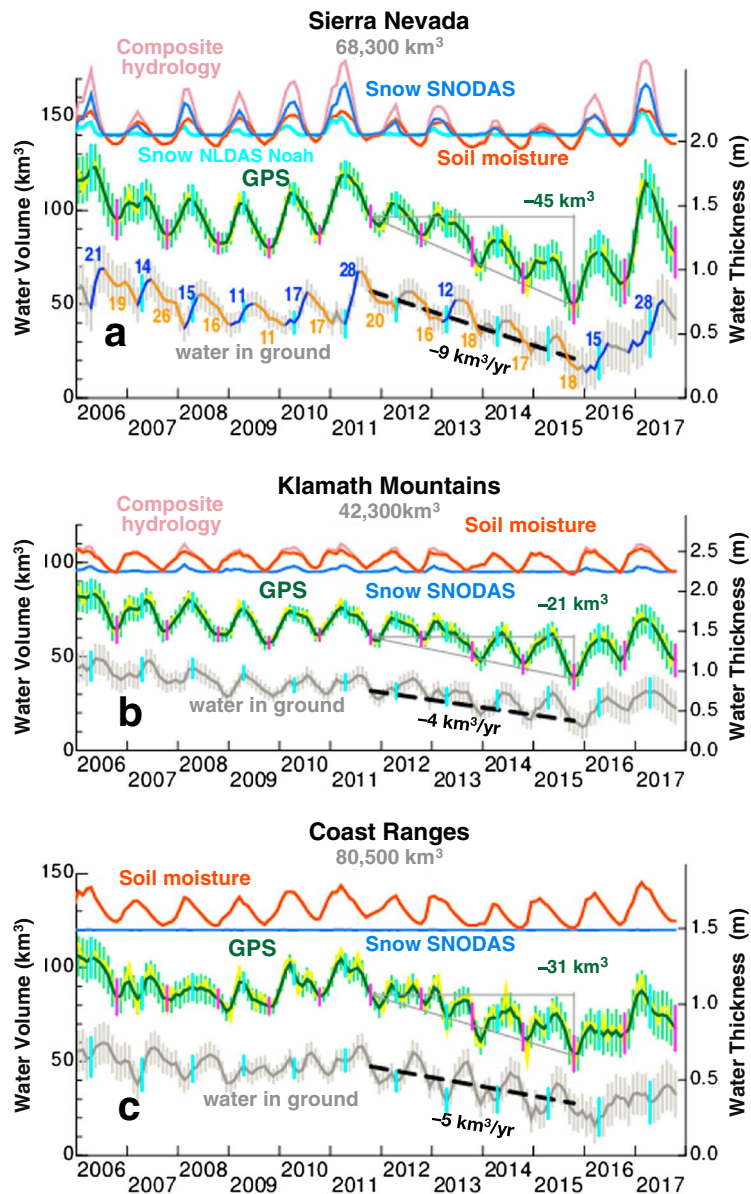 Sierra Nevada
68,300 km³
Composite
hydrology
Snow SNODAS
Snow NLDAS Noah
Soil moisture
GPS
–45 km³
150
100
50
0
Water Volume (km³)
2.0
1.5
1.0
0.5
0.0
Water Thickness (m)
21
19
14
26
15
16
11
11
17
17
28
20
16
12
18
17
18
15
28
a
water in ground
–9 km³/yr
2006 2008 2010 2012 2014 2016
2007 2009 2011 2013 2015 2017
Klamath Mountains
42,300km³
Composite
hydrology
Soil moisture
GPS
Snow SNODAS
–21 km³
100
50
0
Water Volume (km³)
2.5
2.0
1.5
1.0
0.5
0.0
Water Thickness (m)
b
water in ground
–4 km³/yr
2006 2008 2010 2012 2014 2016
2007 2009 2011 2013 2015 2017
Coast Ranges
80,500 km³
Soil moisture
GPS
Snow SNODAS
–31 km³
150
100
50
0
Water Volume (km³)
1.5
1.0
0.5
0.0
Water Thickness (m)
c
water in ground
–5 km³/yr
2006 2008 2010 2012 2014 2016
2007 2009 2011 2013 2015 2017